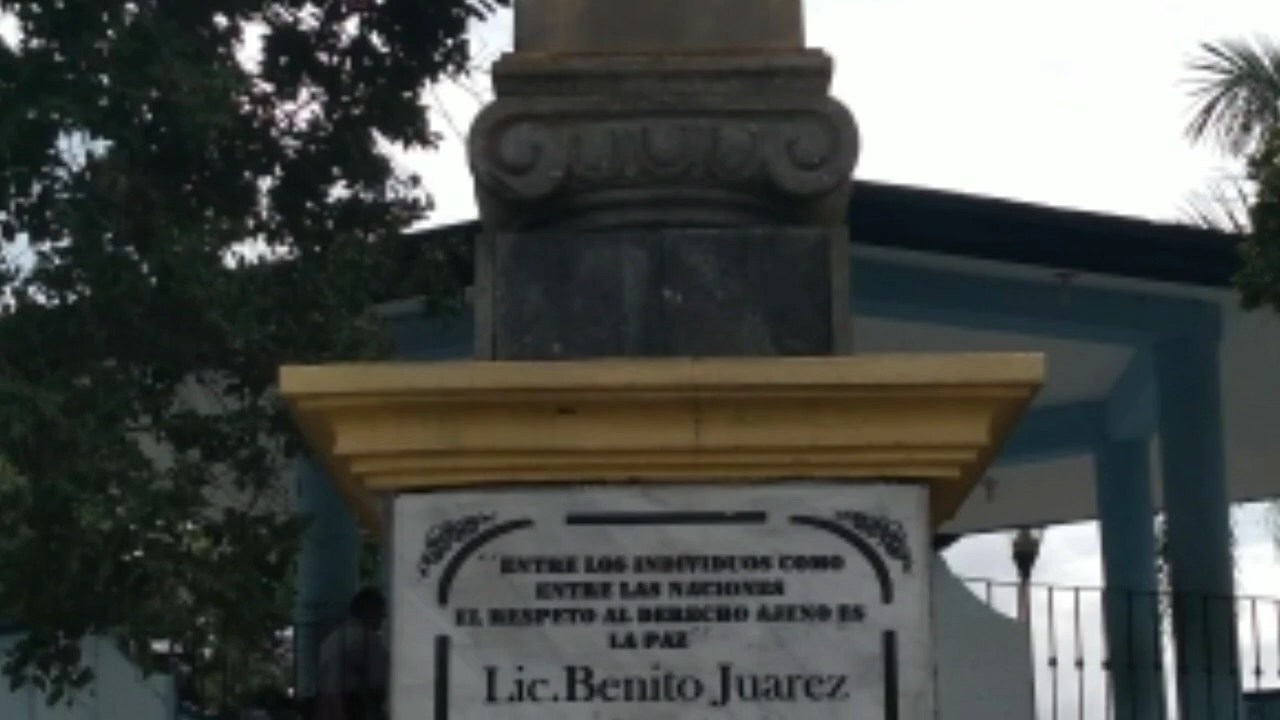 "ENTRE LOS INDIVIDUOS COMO
ENTRE LAS NACIONES
EL RESPETO AL DERECHO AJENO ES
LA PAZ"
Lic.Benito Juarez